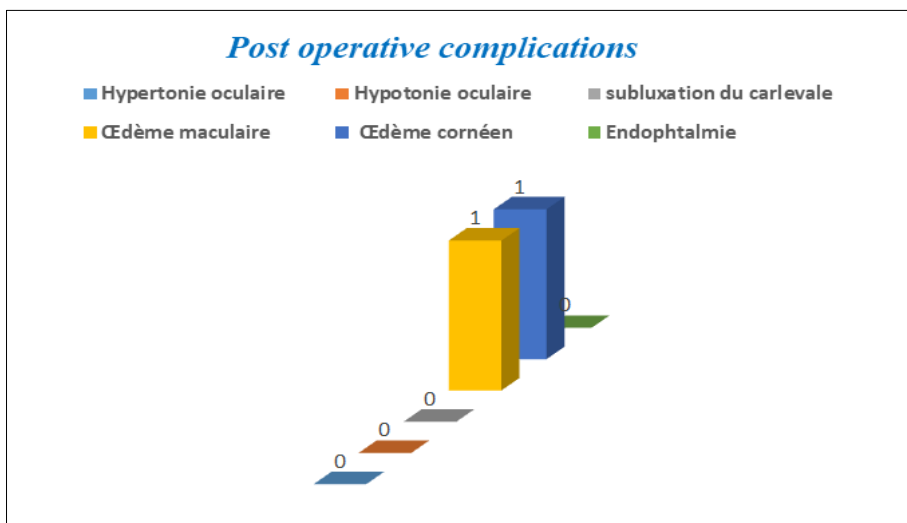 Post operative complications
Hypertonie oculaire Hypotonie oculaire subluxation du carlevale
Œdème maculaire Œdème cornéen Endophtalmie
1
1
0
0
0
0